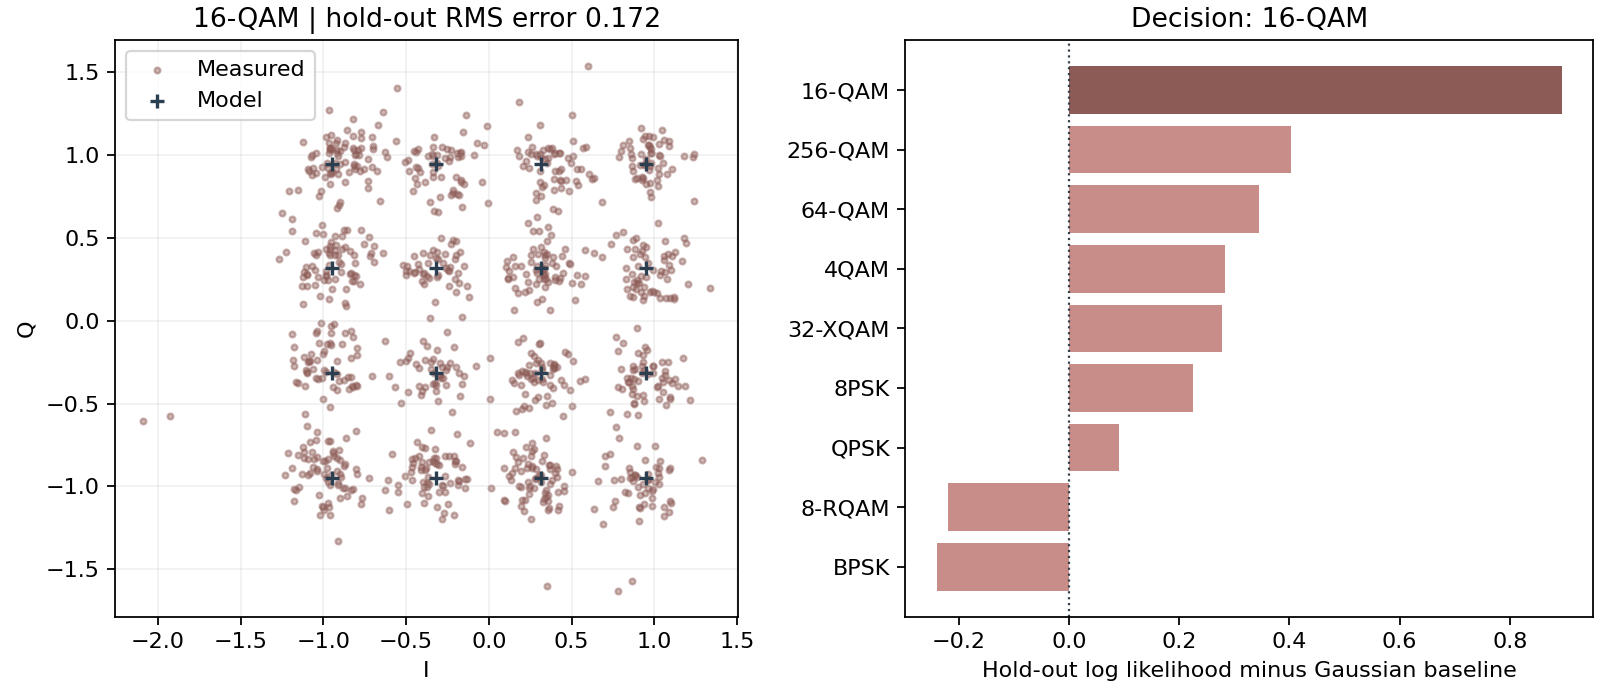 16-QAM | hold-out RMS error 0.172
Measured
Model
1.5
1.0
0.5
0.0
−0.5
−1.0
−1.5
Q
−2.0
−1.5
−1.0
−0.5
0.0
0.5
1.0
1.5
I
Decision: 16-QAM
16-QAM
256-QAM
64-QAM
4QAM
32-XQAM
8PSK
QPSK
8-RQAM
BPSK
−0.2
0.0
0.2
0.4
0.6
0.8
Hold-out log likelihood minus Gaussian baseline